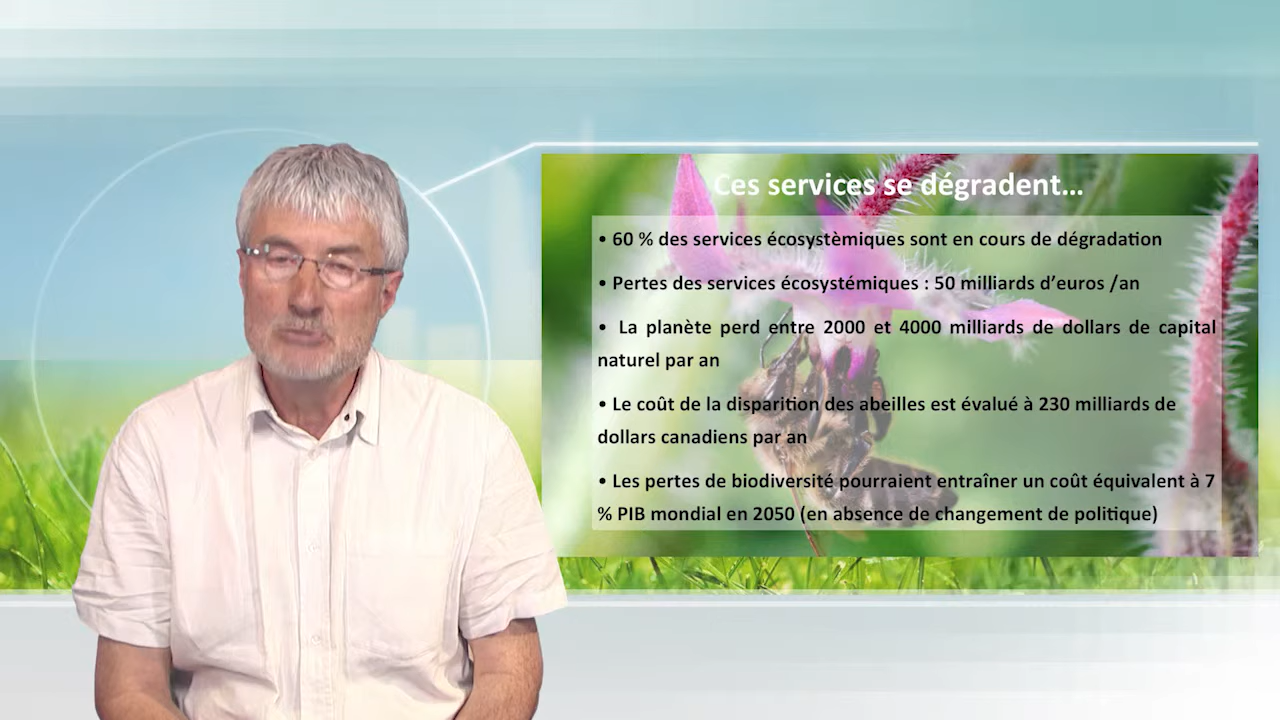 Ces services se dégradent...
• 60 % des services écosystèmiques sont en cours de dégradation
• Pertes des services écosystémiques : 50 milliards d’euros /an
• La planète perd entre 2000 et 4000 milliards de dollars de capital
naturel par an
• Le coût de la disparition des abeilles est évalué à 230 milliards de
dollars canadiens par an
• Les pertes de biodiversité pourraient entraîner un coût équivalent à 7
% PIB mondial en 2050 (en absence de changement de politique)